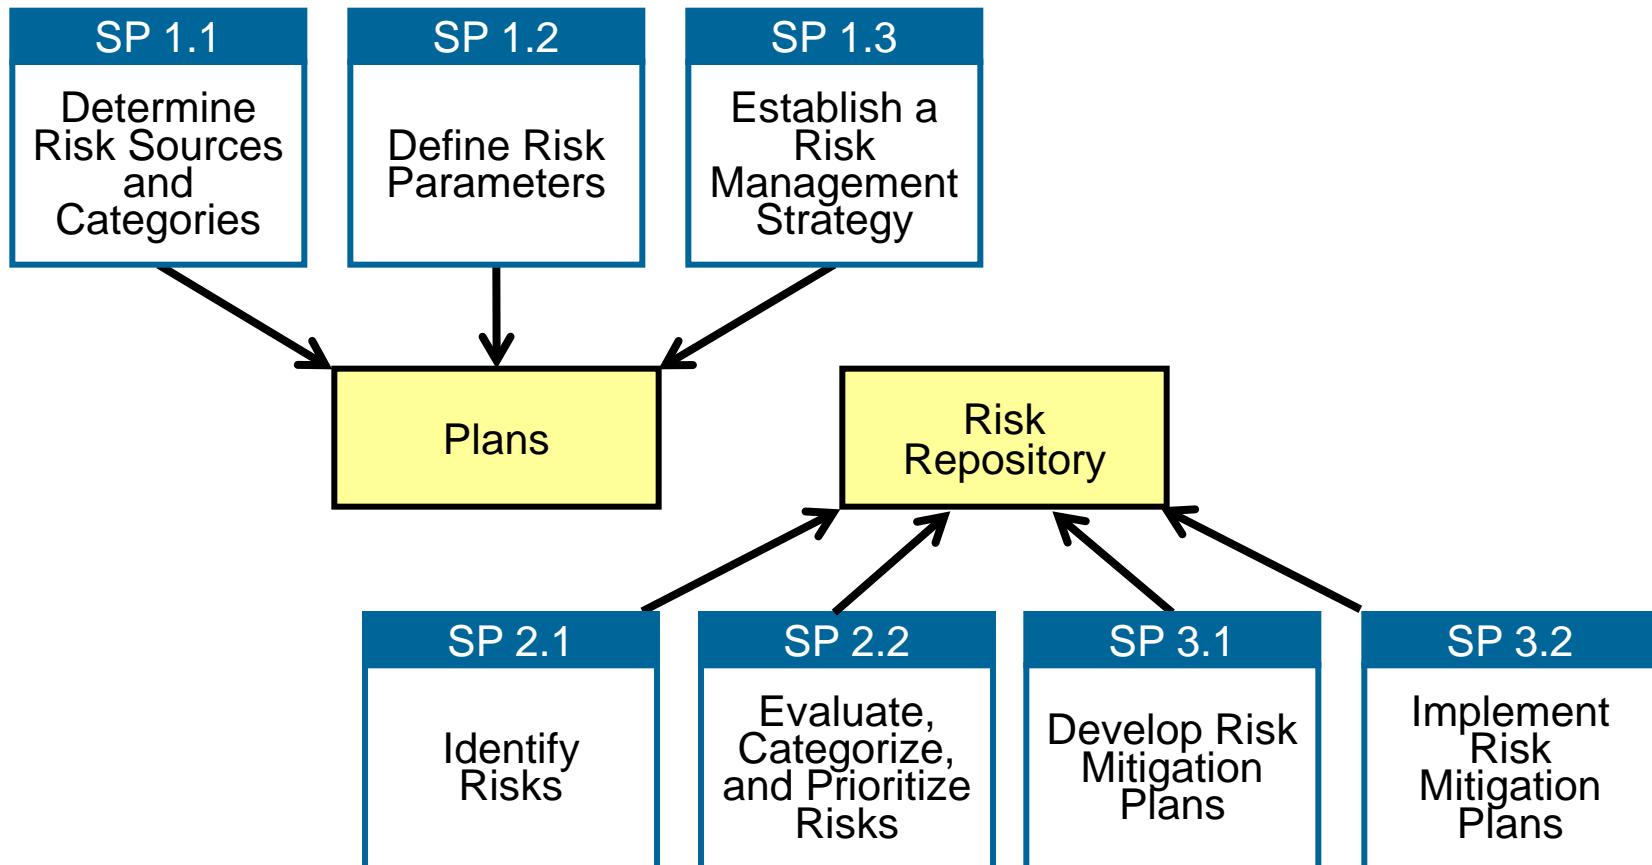 SP 1.1
Determine
Risk Sources
and
Categories
SP 1.2
Define Risk
Parameters
SP 1.3
Establish a
Risk
Management
Strategy
Plans
Risk
Repository
SP 2.1
Identify
Risks
SP 2.2
Evaluate,
Categorize,
and Prioritize
Risks
SP 3.1
Develop Risk
Mitigation
Plans
SP 3.2
Implement
Risk
Mitigation
Plans